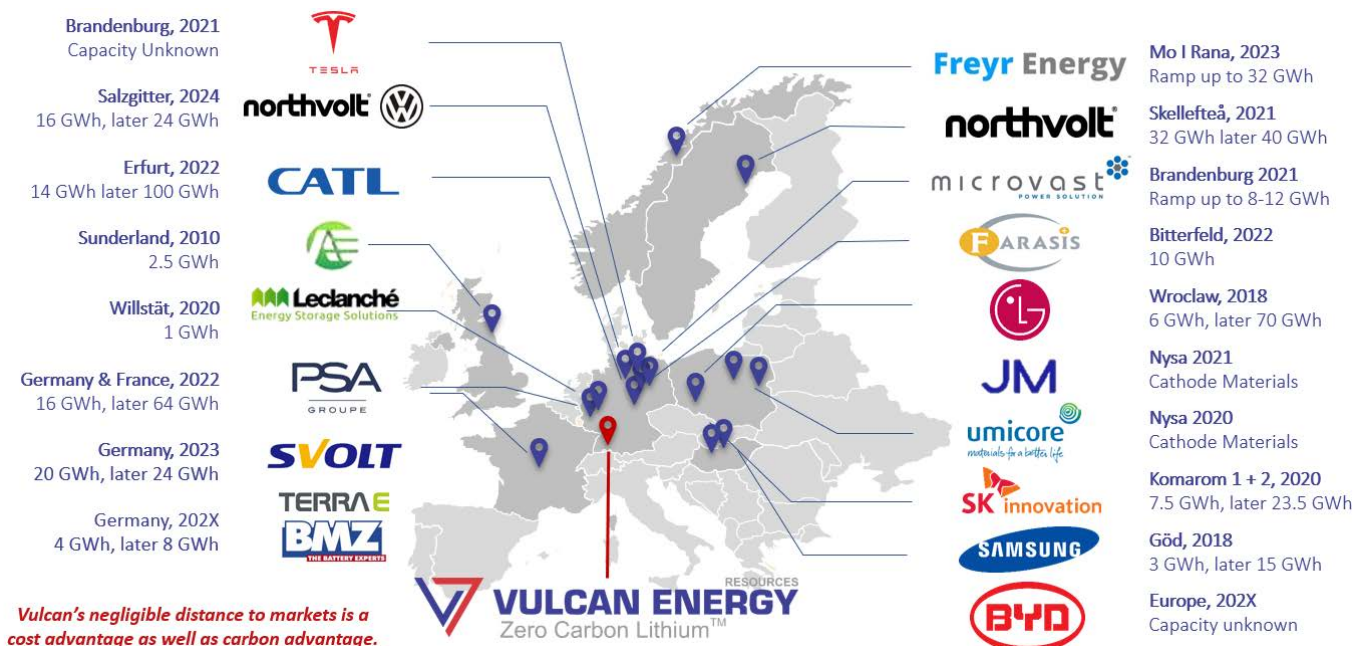 Brandenburg, 2021
Capacity Unknown
TESLA
Salzgitter, 2024
16 GWh, later 24 GWh
northvolt
VW
Erfurt, 2022
14 GWh later 100 GWh
CATL
Sunderland, 2010
2.5 GWh
Willstät, 2020
1 GWh
Leclanché
Energy Storage Solutions
Germany & France, 2022
16 GWh, later 64 GWh
PSA
GROUPE
Germany, 2023
20 GWh, later 24 GWh
SVOLT
Germany, 202X
4 GWh, later 8 GWh
TERRA E
BMZ
THE BATTERY EXPERTS
Vulcan's negligible distance to markets is a
cost advantage as well as carbon advantage.
VULCAN ENERGY
RESOURCES
Zero Carbon Lithium™
Freyr Energy
Mo I Rana, 2023
Ramp up to 32 GWh
northvolt
Skellefteå, 2021
32 GWh later 40 GWh
microvast
POWER SOLUTION
Brandenburg 2021
Ramp up to 8-12 GWh
FARASIS
Bitterfeld, 2022
10 GWh
LG
Wroclaw, 2018
6 GWh, later 70 GWh
JM
Nysa 2021
Cathode Materials
umicore
materials for a better life
Nysa 2020
Cathode Materials
SK innovation
Komarom 1 + 2, 2020
7.5 GWh, later 23.5 GWh
SAMSUNG
Göd, 2018
3 GWh, later 15 GWh
BYD
Europe, 202X
Capacity unknown